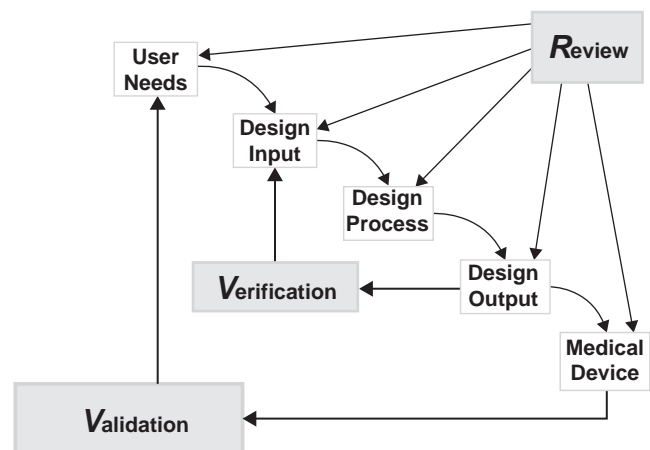 Review
User
Needs
Design
Input
Design
Process
Verification
Design
Output
Medical
Device
Validation